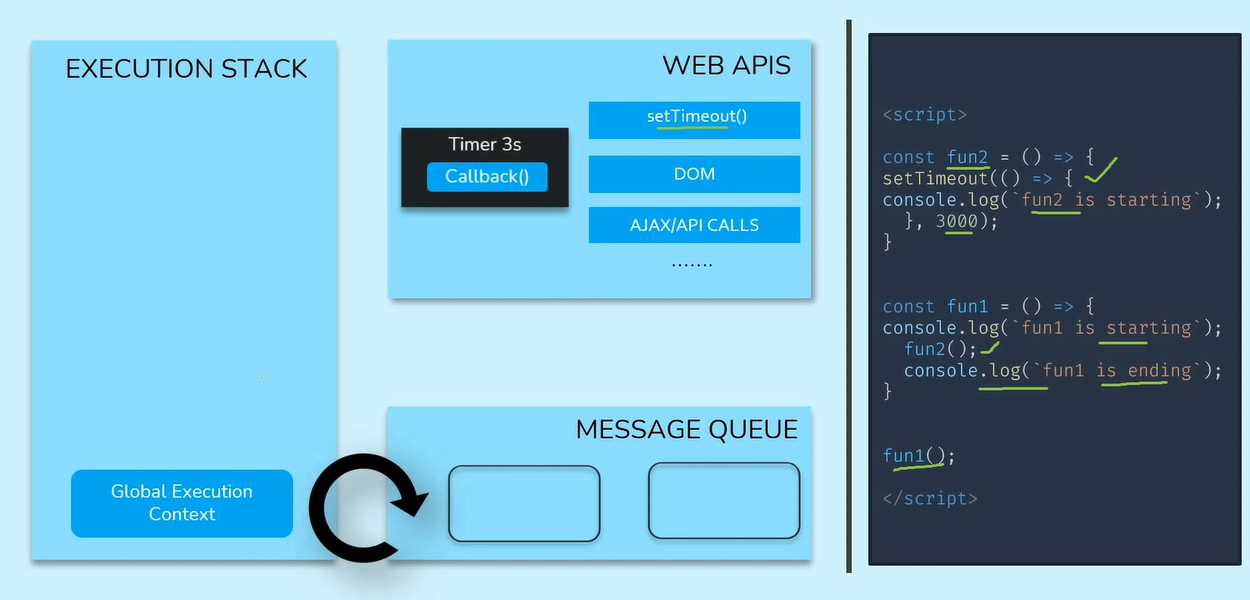 EXECUTION STACK
Global Execution
Context
WEB APIS
Timer 3s
Callback()
setTimeout()
DOM
AJAX/API CALLS
.......
MESSAGE QUEUE
<script>
const fun2 = () => {
setTimeout(() => {
console.log(`fun2 is starting`);
}, 3000);
}
const fun1 = () => {
console.log(`fun1 is starting`);
fun2();
console.log(`fun1 is ending`);
}
fun1();
</script>